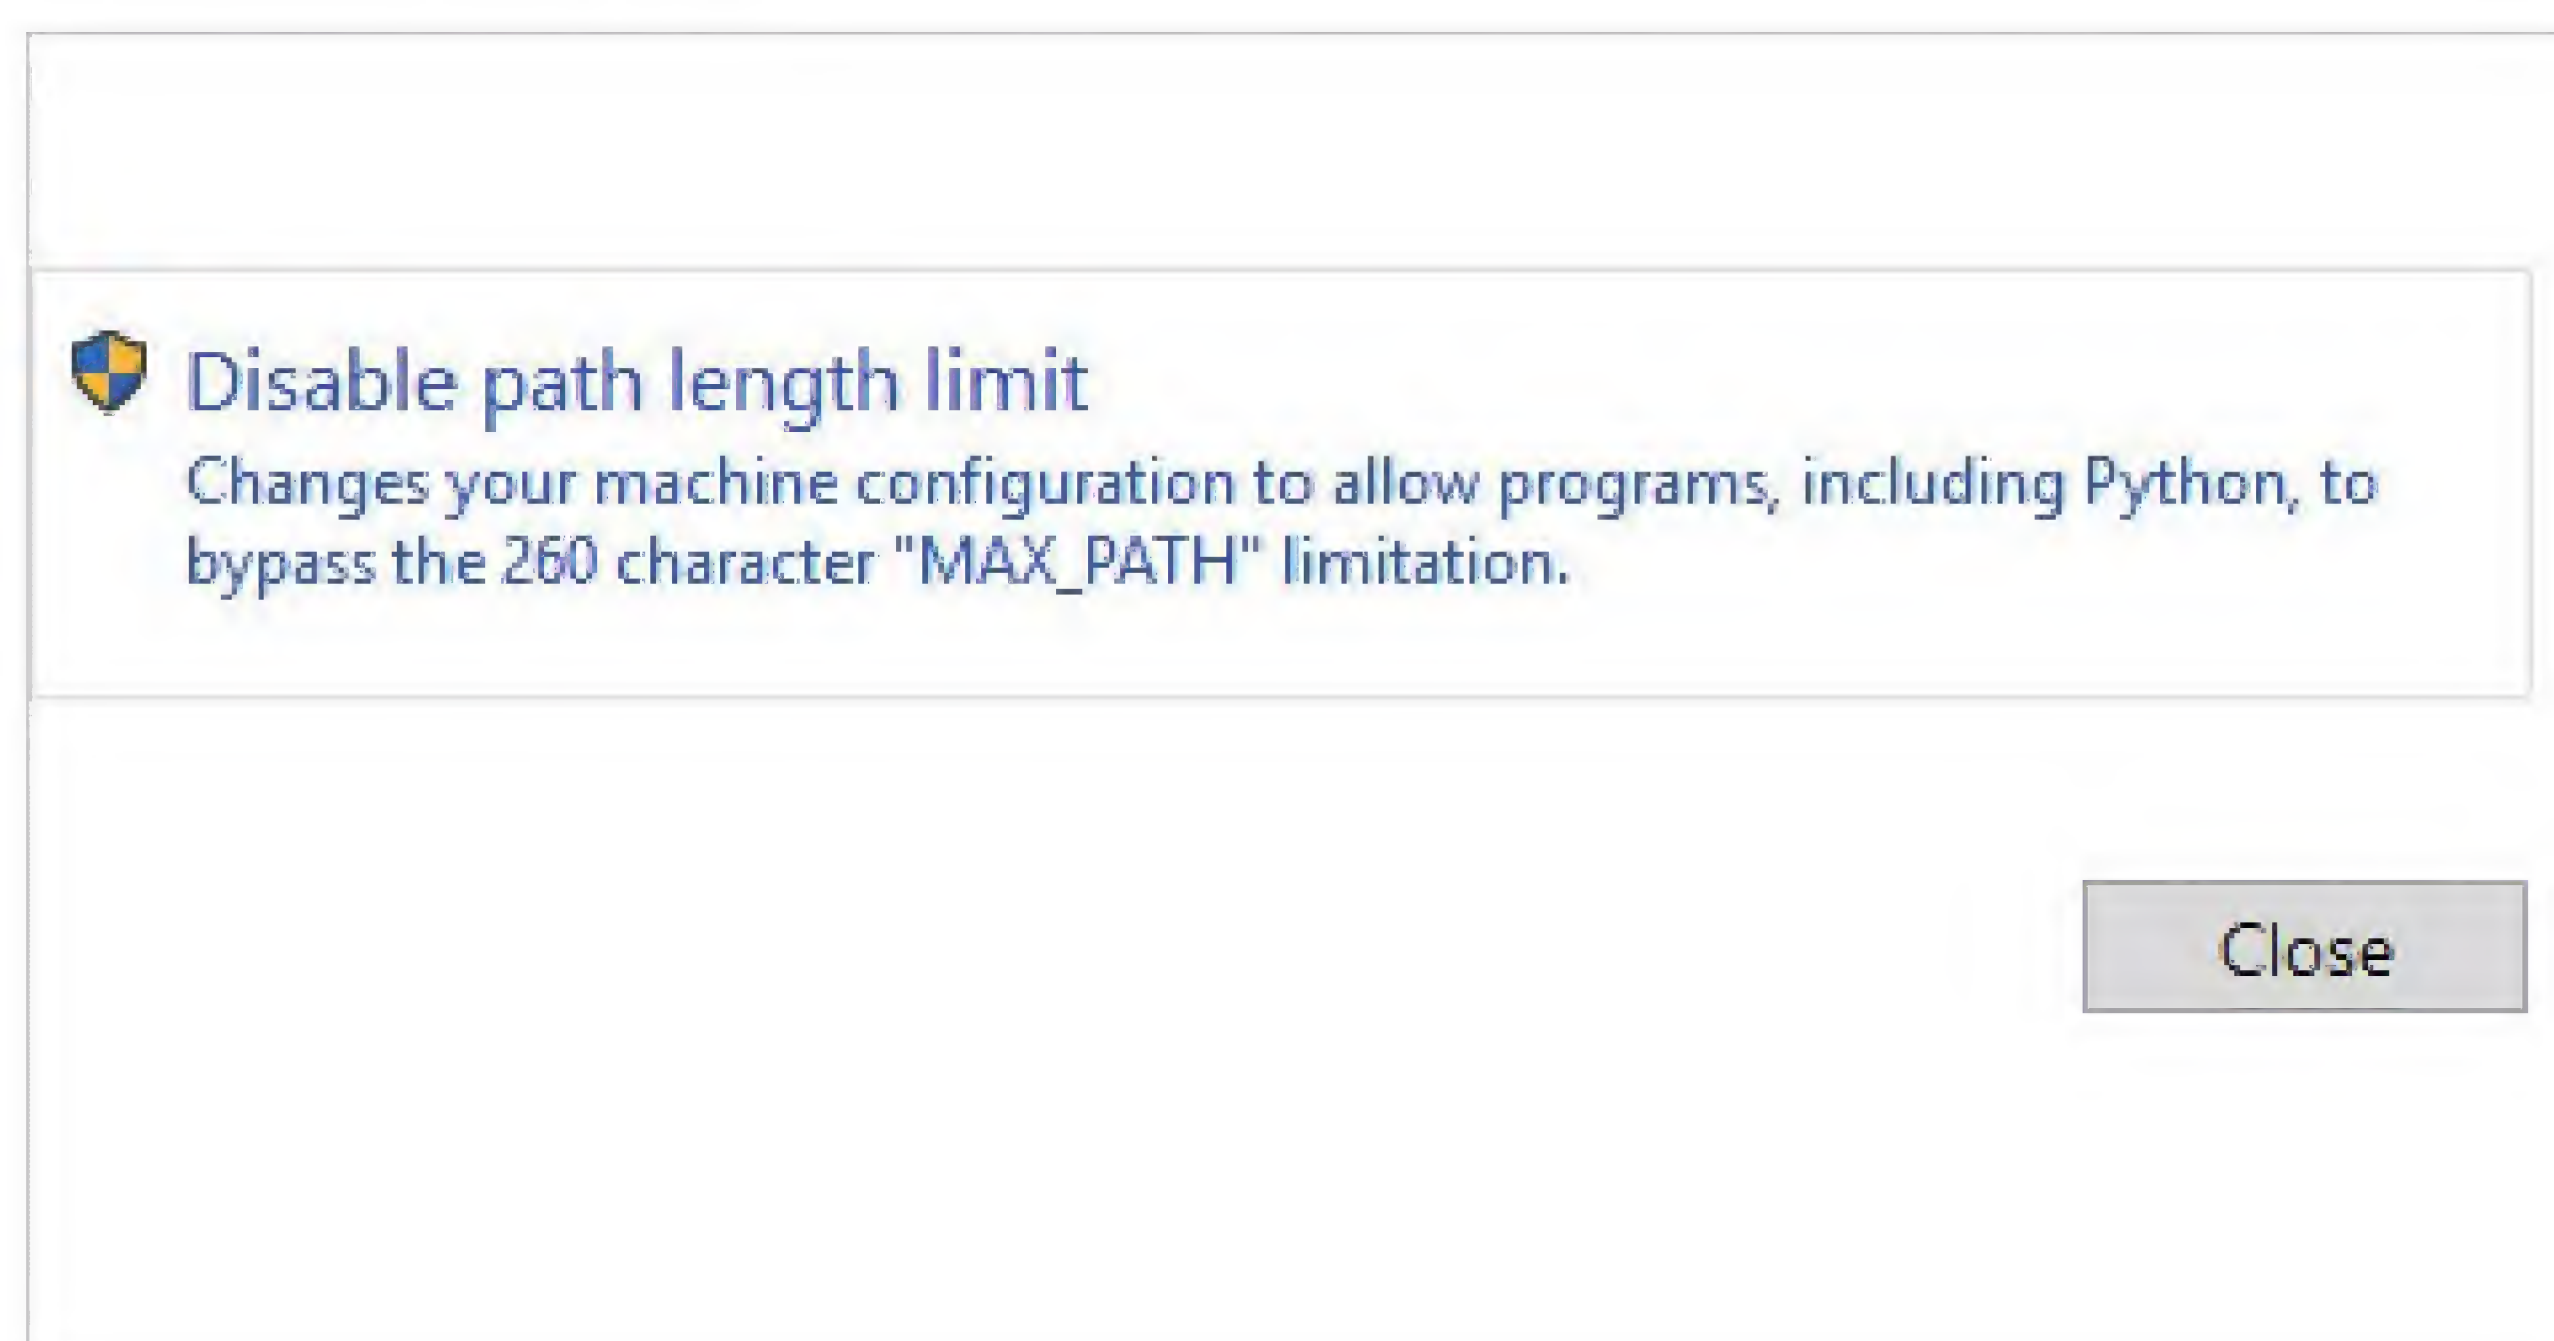 Disable path length limit
Changes your machine configuration to allow programs, including Python, to
bypass the 260 character "MAX_PATH" limitation.
Close